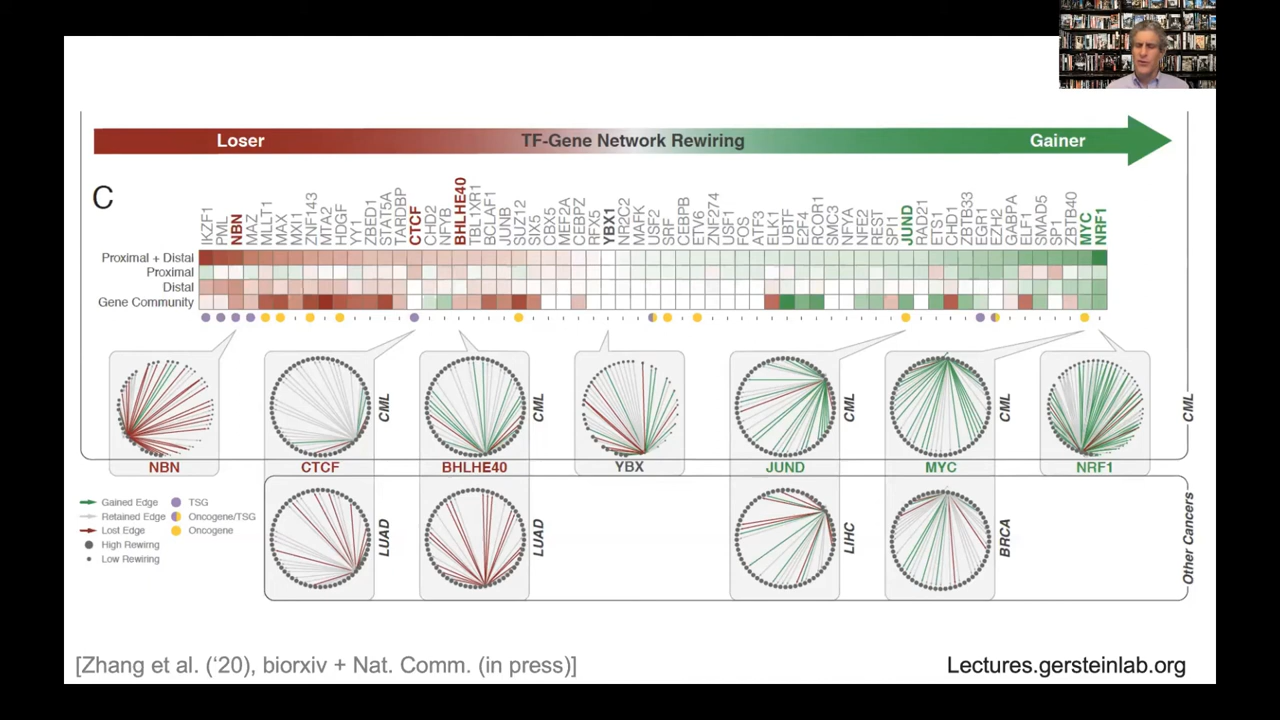 Loser TF-Gene Network Rewiring Gainer
C
IKZF1
PML
NBN
MAZ
MLLT1
MAX
MXI1
ZNF143
MTA2
HDGF
YY1
ZBED1
STAT5A
TARDBP
CTCF
CHD2
NFYB
BHLHE40
TBL1XR1
BCLAF1
JUNB
SUZ12
SIX5
CBX5
MEF2A
CEBPZ
RFX5
YBX1
NR2C2
MAFK
USF2
SRF
CEBPB
ETV6
ZNF274
USF1
FOS
ATF3
ELK1
UBTF
E2F4
RCOR1
SMC3
NFYA
NFE2
REST
SPI1
JUND
RAD21
ETS1
CHD1
ZBTB33
EGR1
EZH2
GABPA
ELF1
SMAD5
SP1
ZBTB40
MYC
NRF1
Proximal + Distal
Proximal
Distal
Gene Community
CML
CML
CML
CML
CML
NBN CTCF BHLHE40 YBX JUND MYC NRF1
Gained Edge TSG
Retained Edge Oncogene/TSG
Lost Edge Oncogene
High Rewirng
Low Rewiring
LUAD
LUAD
LIHC
BRCA
Other Cancers
[Zhang et al. (‘20), biorxiv + Nat. Comm. (in press)]
Lectures.gersteinlab.org